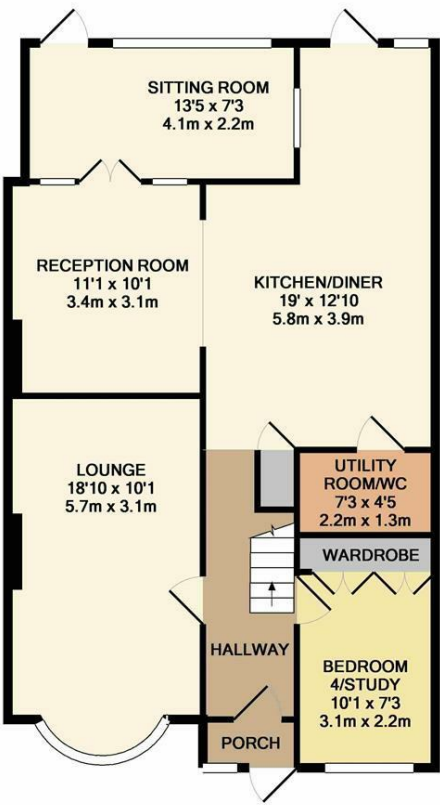 SITTING ROOM
13'5 x 7'3
4.1m x 2.2m
RECEPTION ROOM
11'1 x 10'1
3.4m x 3.1m
KITCHEN/DINER
19' x 12'10
5.8m x 3.9m
LOUNGE
18'10 x 10'1
5.7m x 3.1m
UTILITY
ROOM/WC
7'3 x 4'5
2.2m x 1.3m
WARDROBE
HALLWAY
BEDROOM
4/STUDY
10'1 x 7'3
3.1m x 2.2m
PORCH